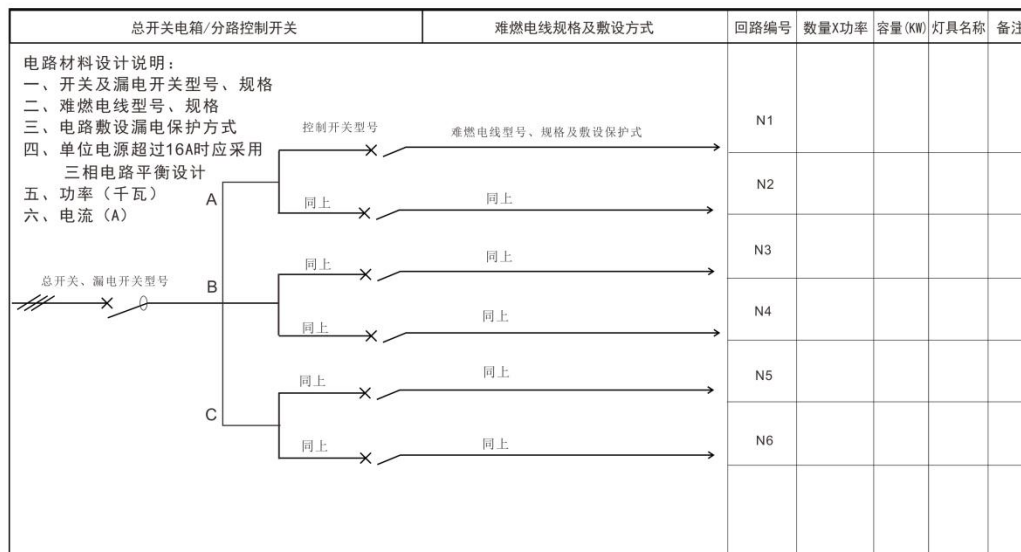 总开关电箱/分路控制开关 难燃电线规格及敷设方式 回路编号 数量X功率 容量(KW) 灯具名称 备注
电路材料设计说明：
一、开关及漏电开关型号、规格
二、难燃电线型号、规格
三、电路敷设漏电保护方式
四、单位电源超过16A时应采用
三相电路平衡设计
五、功率（千瓦）
六、电流（A）
控制开关型号 难燃电线型号、规格及敷设保护式 N1
A 同上 同上 N2
同上 同上 N3
总开关、漏电开关型号 B
同上 同上 N4
同上 同上 N5
C
同上 同上 N6